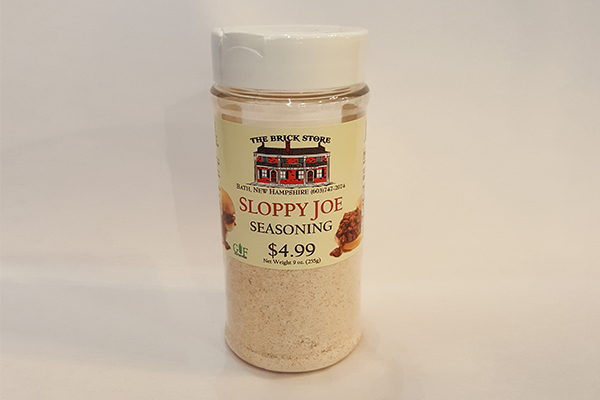 THE BRICK STORE
BATH, NEW HAMPSHIRE (603)747-2074
SLOPPY JOE
SEASONING
$4.99
GF
Net Weight 9 oz. (255g)